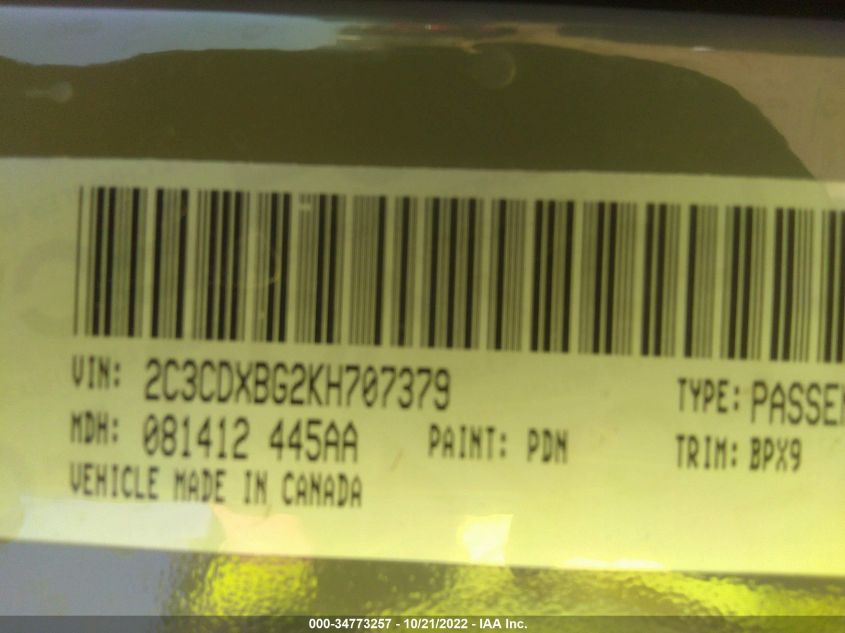 VIN: 2C3CDXBG2KH707379
TYPE: PASSEN
MDH: 081412 445AA
PAINT: PDN
TRIM: BPX9
VEHICLE MADE IN CANADA
000-34773257 - 10/21/2022 - IAA Inc.